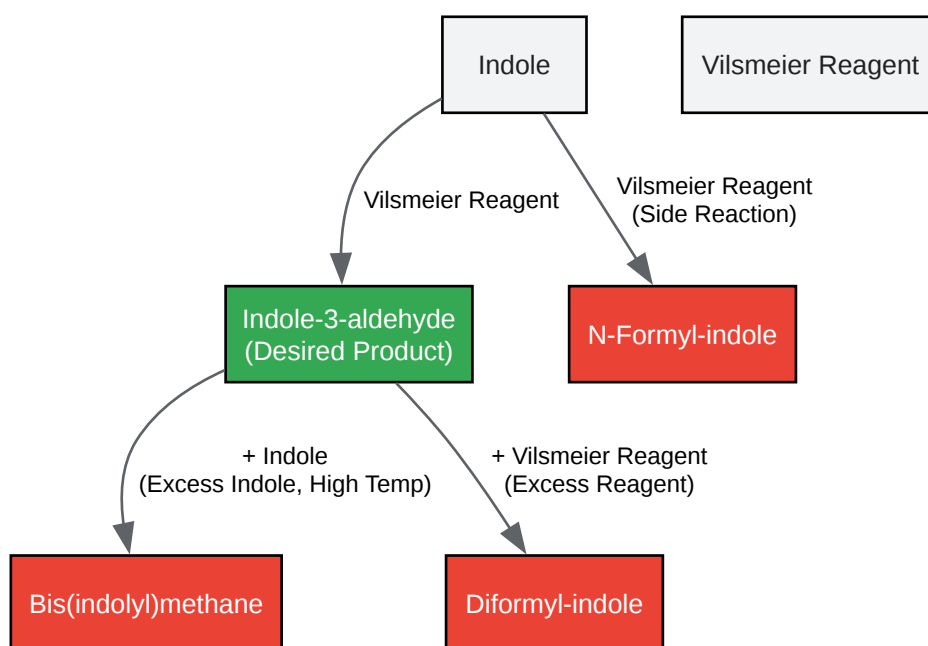 Indole
Vilsmeier Reagent
Vilsmeier Reagent
Vilsmeier Reagent
(Side Reaction)
Indole-3-aldehyde
(Desired Product)
N-Formyl-indole
+ Indole
(Excess Indole, High Temp)
+ Vilsmeier Reagent
(Excess Reagent)
Bis(indolyl)methane
Diformyl-indole